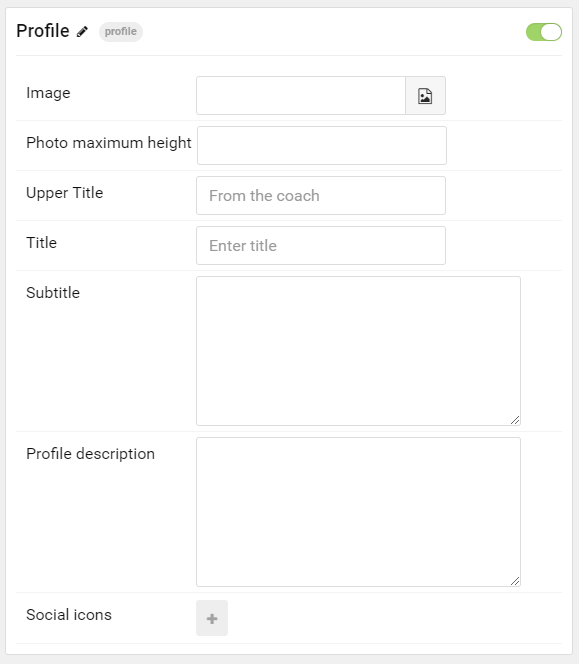 Profile profile
Image
Photo maximum height
Upper Title From the coach
Title Enter title
Subtitle
Profile description
Social icons